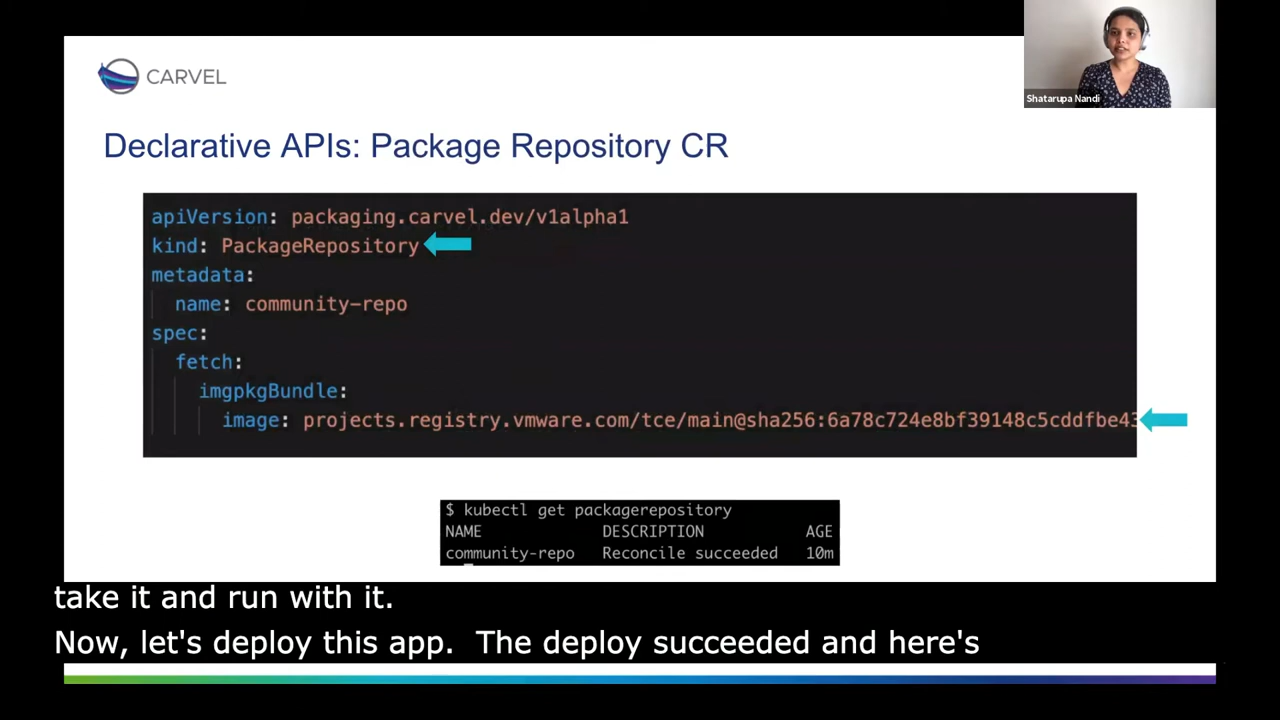 CARVEL
Shatarupa Nandi
Declarative APIs: Package Repository CR
apiVersion: packaging.carvel.dev/v1alpha1
kind: PackageRepository
metadata:
name: community-repo
spec:
fetch:
imgpkgBundle:
image: projects.registry.vmware.com/tce/main@sha256:6a78c724e8bf39148c5cddfbe43
$ kubectl get packagerepository
NAME DESCRIPTION AGE
community-repo Reconcile succeeded 10m
take it and run with it.
Now, let's deploy this app. The deploy succeeded and here's